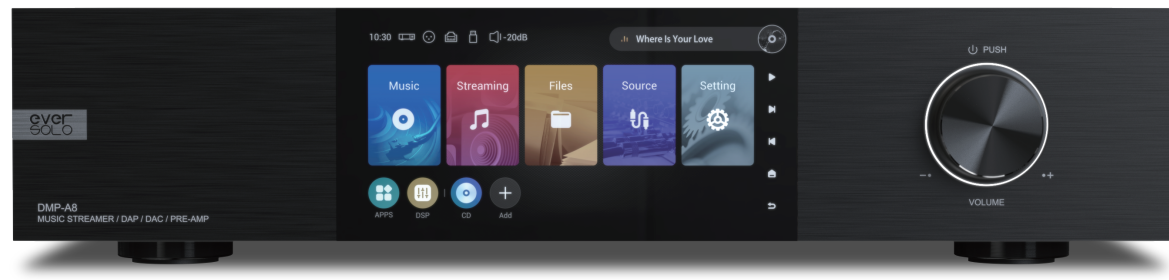 ever
SOLO
DMP-A8
MUSIC STREAMER / DAP / DAC / PRE-AMP
10:30 -20dB
Where Is Your Love
Music
Streaming
Files
Source
Setting
APPS
DSP
CD
Add
PUSH
VOLUME